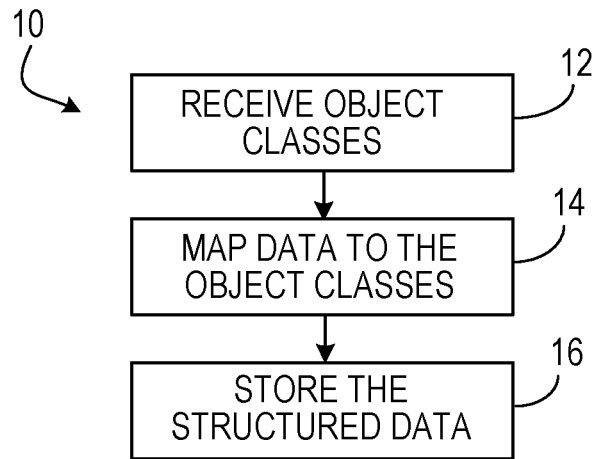 10
12
RECEIVE OBJECT
CLASSES
14
MAP DATA TO THE
OBJECT CLASSES
16
STORE THE
STRUCTURED DATA